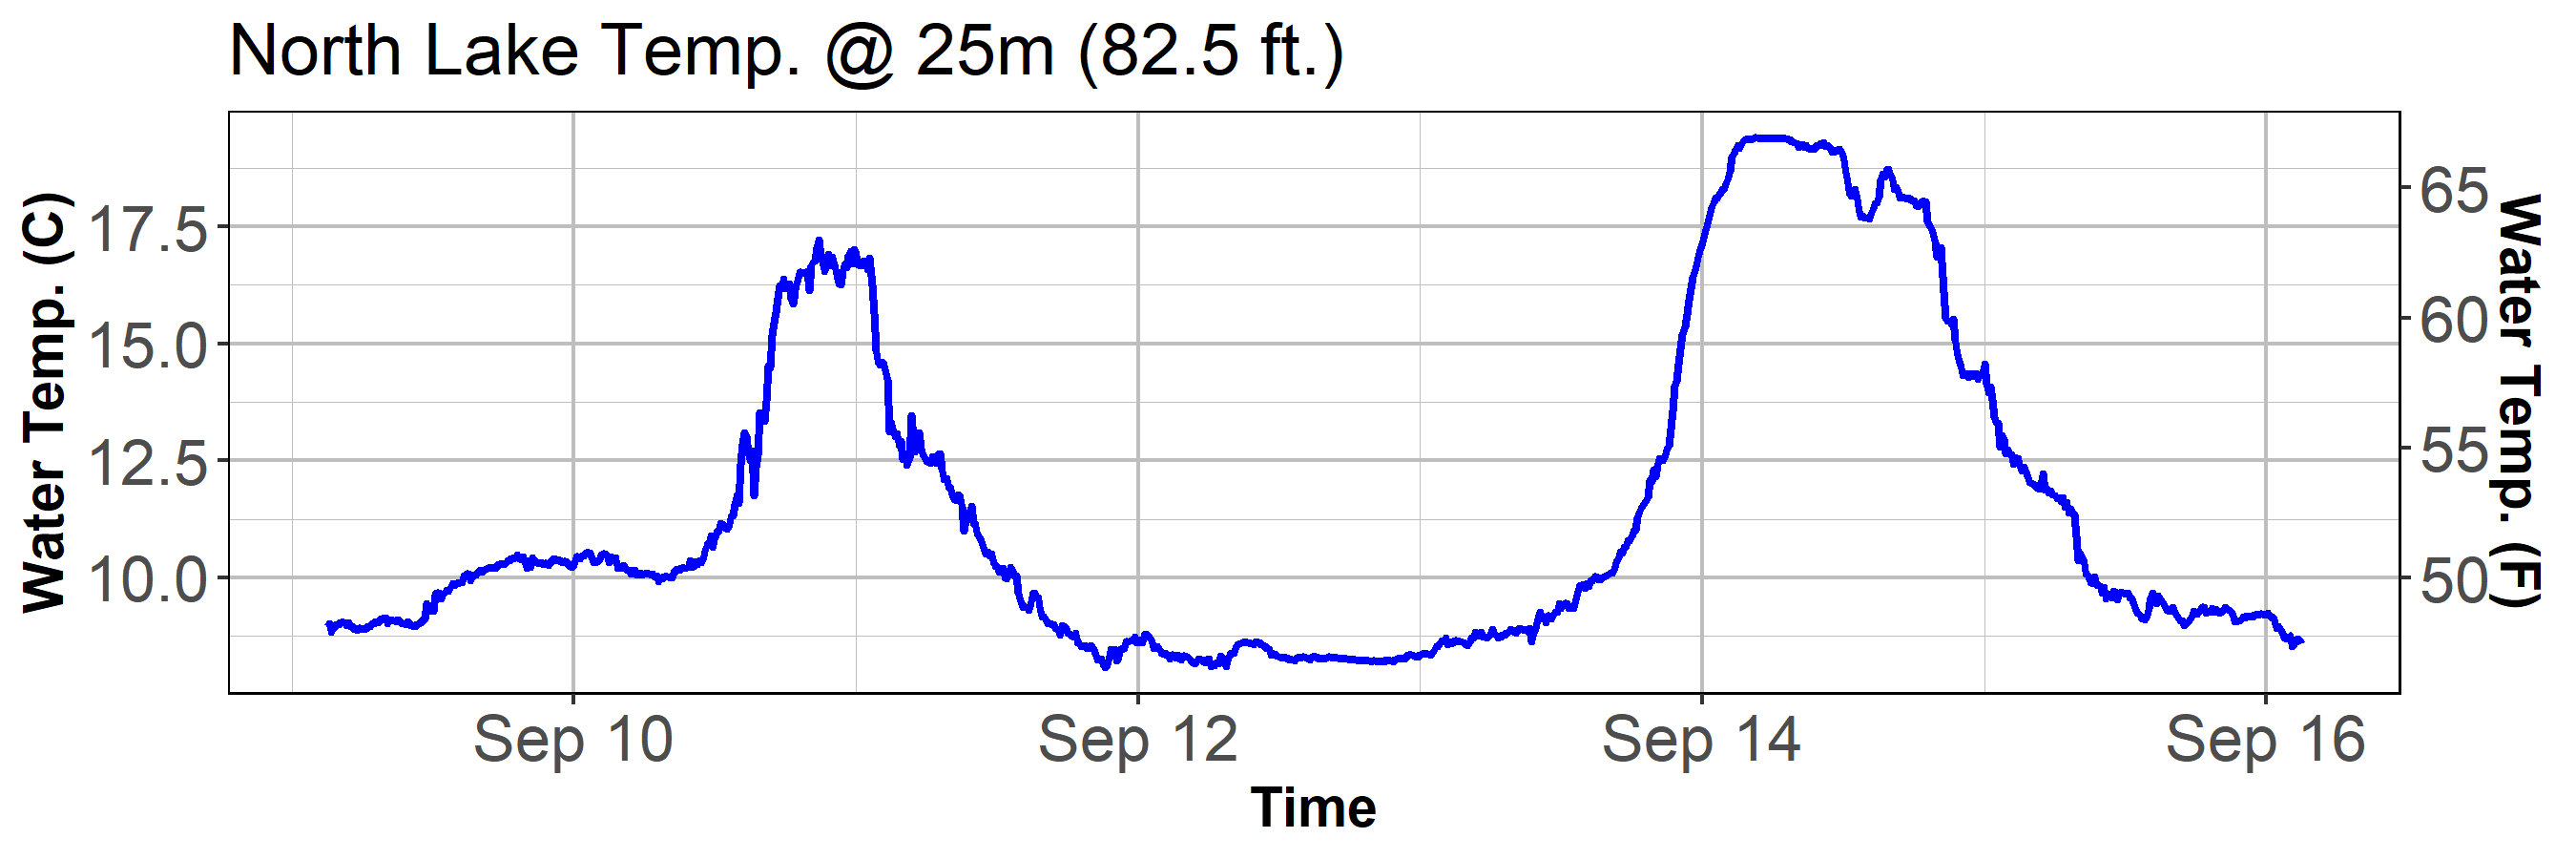 North Lake Temp. @ 25m (82.5 ft.)
Water Temp. (C)
17.5
15.0
12.5
10.0
65
60
55
50
Water Temp. (F)
Sep 10 Sep 12 Sep 14 Sep 16
Time